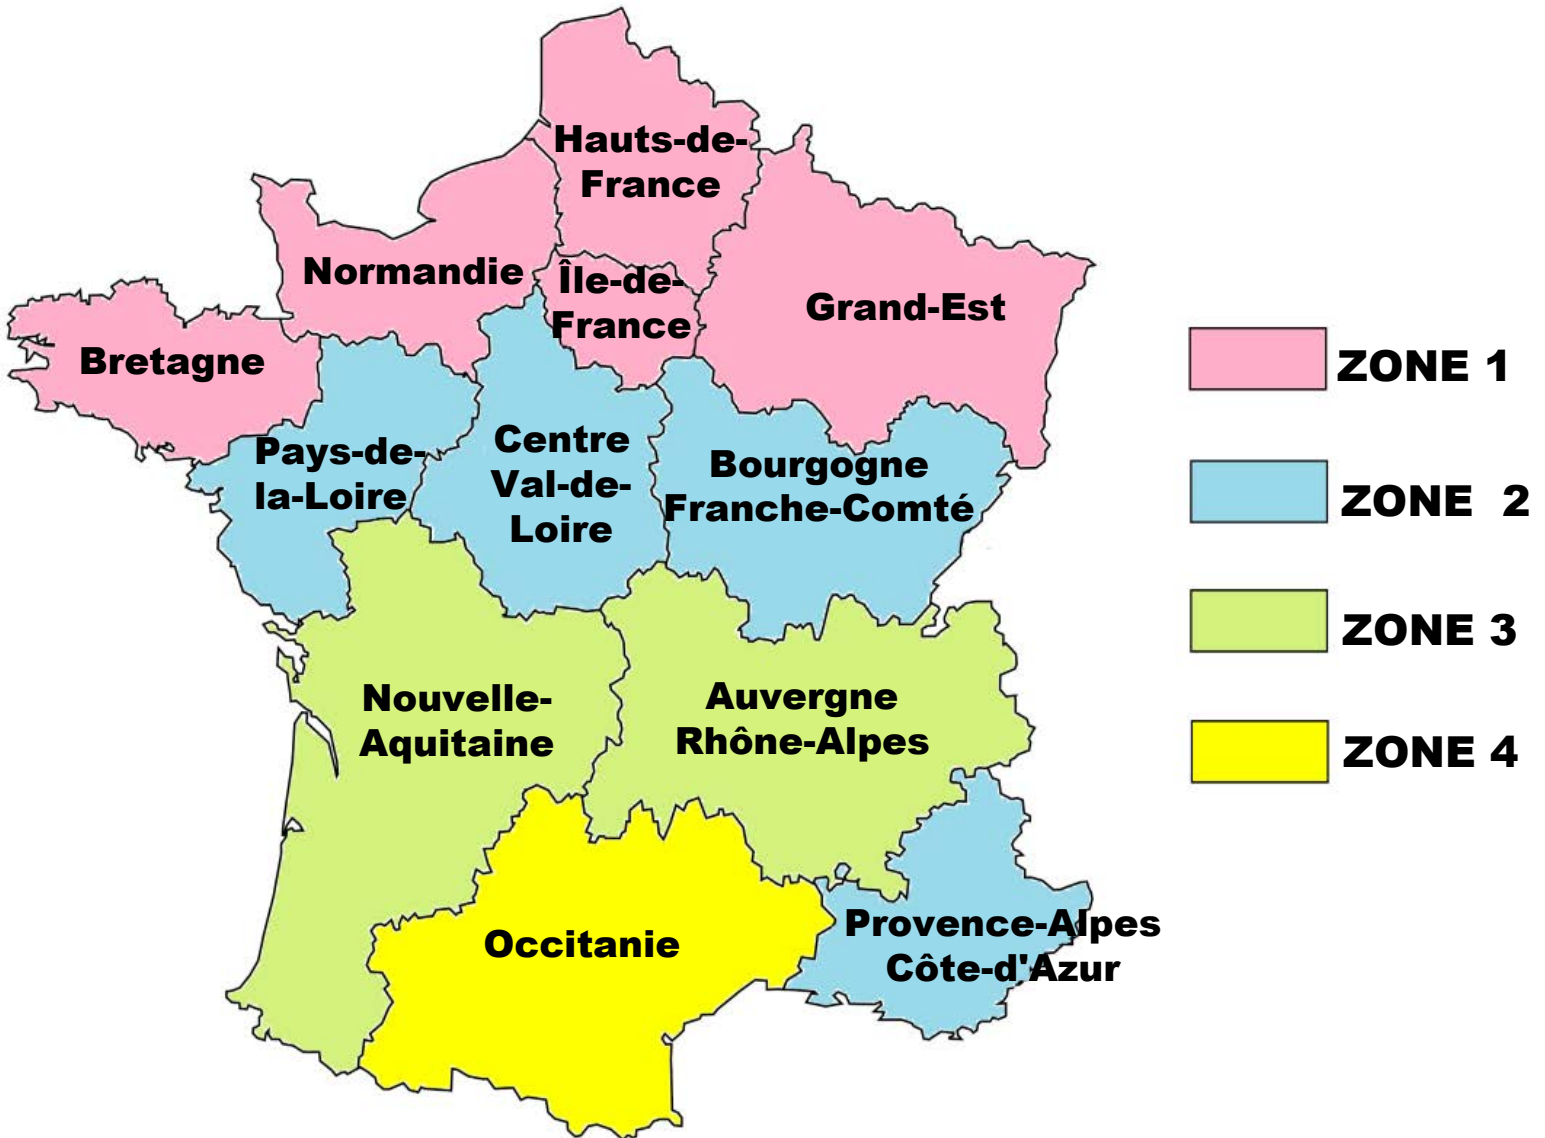 Hauts-de-
France
Normandie
Île-de-
France
Grand-Est
Bretagne
Pays-de-
la-Loire
Centre
Val-de-
Loire
Bourgogne
Franche-Comté
Nouvelle-
Aquitaine
Auvergne
Rhône-Alpes
Occitanie
Provence-Alpes
Côte-d'Azur
ZONE 1
ZONE 2
ZONE 3
ZONE 4